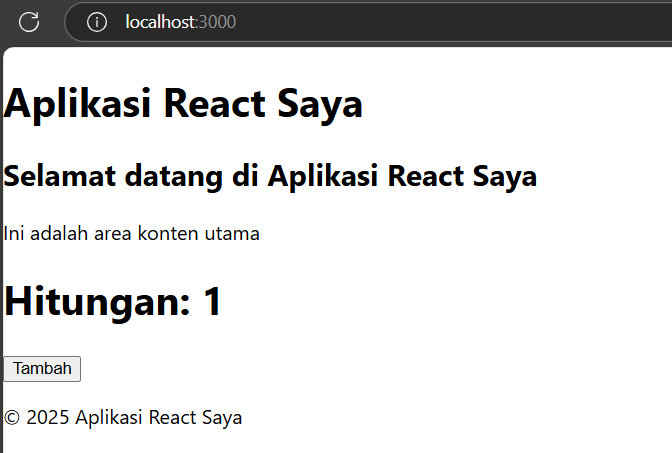 localhost:3000
Aplikasi React Saya
Selamat datang di Aplikasi React Saya
Ini adalah area konten utama
Hitungan: 1
Tambah
© 2025 Aplikasi React Saya